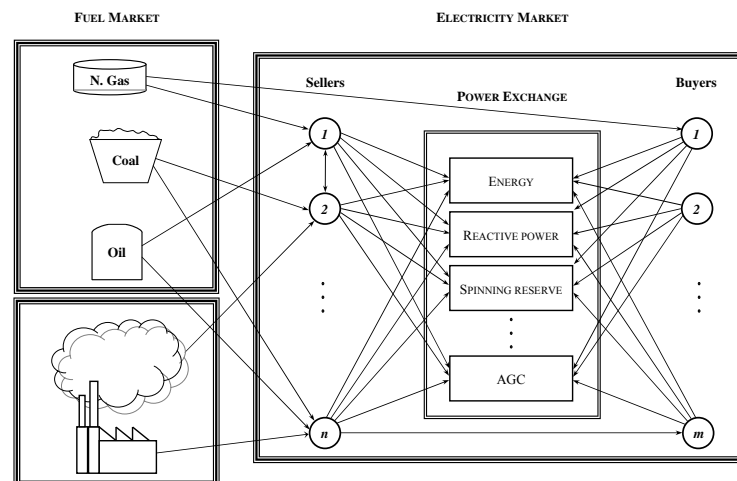 FUEL MARKET
ELECTRICITY MARKET
N. Gas
Coal
Oil
Sellers
Buyers
POWER EXCHANGE
1
2
n
ENERGY
REACTIVE POWER
SPINNING RESERVE
AGC
1
2
m